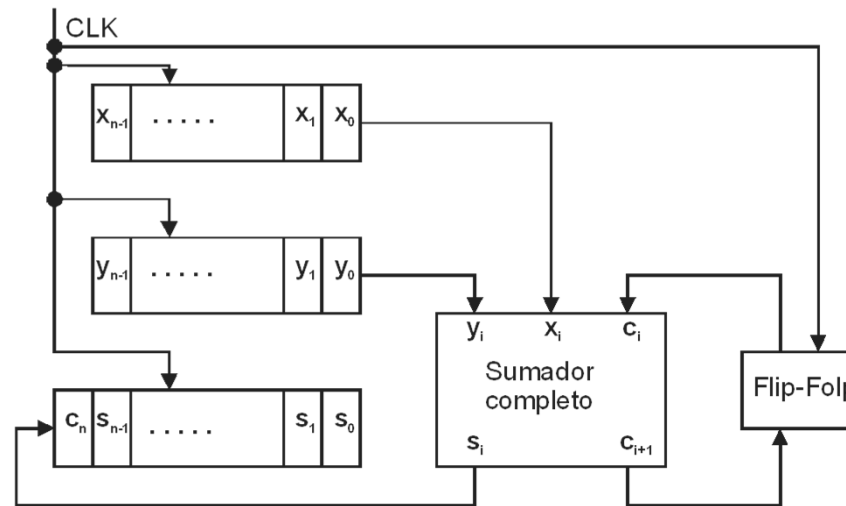 CLK
xn-1 ..... x1 x0
yn-1 ..... y1 y0
yi xi ci
Sumador
completo
Flip-Folp
cn sn-1 ..... s1 s0
si ci+1